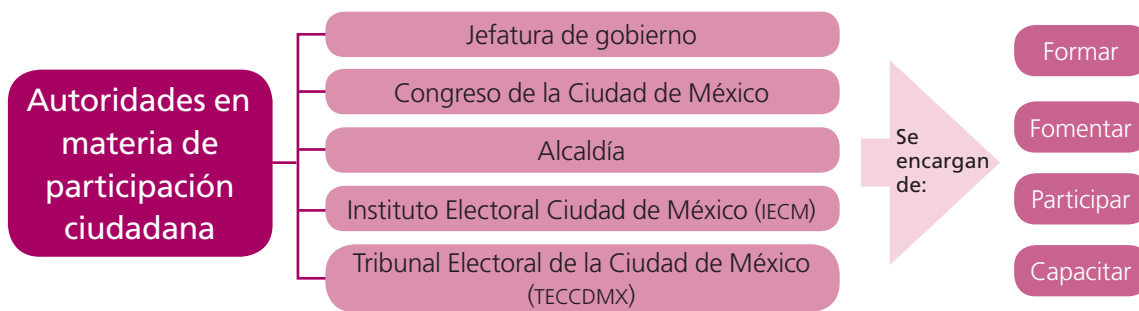 Autoridades en
materia de
participación
ciudadana
Jefatura de gobierno
Congreso de la Ciudad de México
Alcaldía
Instituto Electoral Ciudad de México (IECM)
Tribunal Electoral de la Ciudad de México
(TECCDMX)
Se
encargan
de:
Formar
Fomentar
Participar
Capacitar